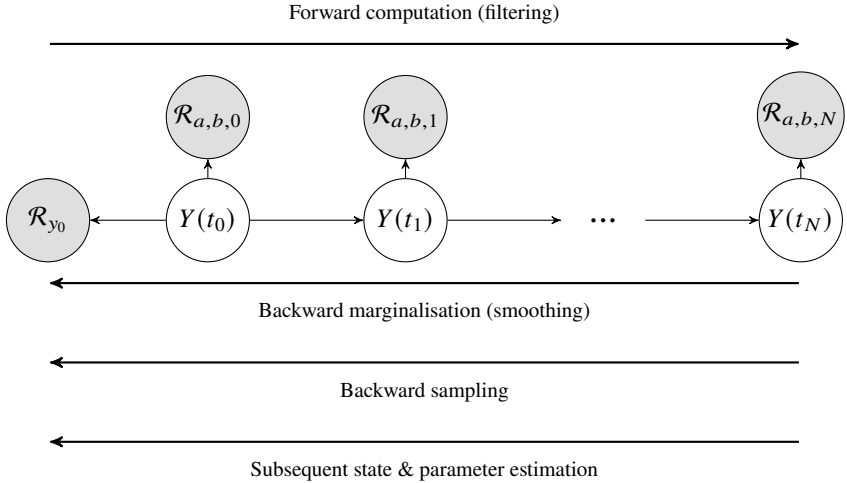 Forward computation (filtering)
ℛ_{a,b,0} ℛ_{a,b,1} ℛ_{a,b,N}
ℛ_{y_0} Y(t_0) Y(t_1) ... Y(t_N)
Backward marginalisation (smoothing)
Backward sampling
Subsequent state & parameter estimation